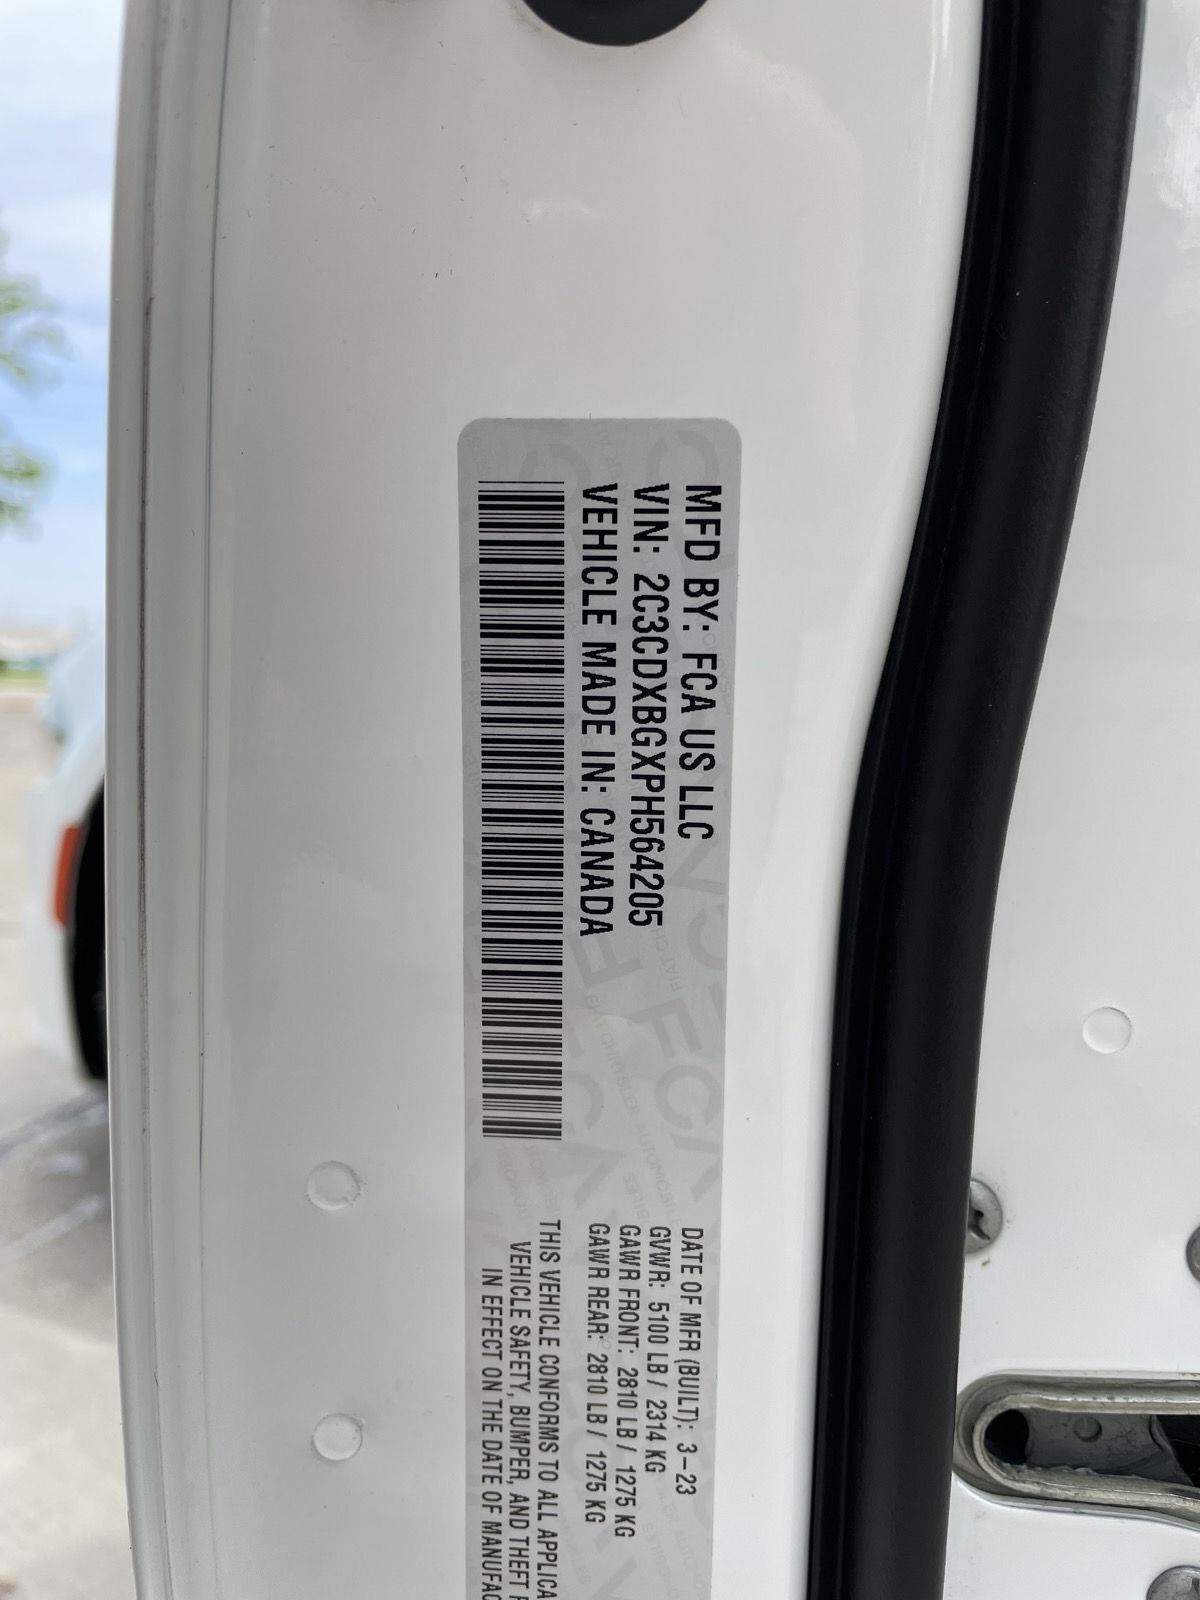 MFD BY: FCA US LLC
VIN: 2C3CDXBGXPH564205
VEHICLE MADE IN: CANADA
DATE OF MFR (BUILT): 3-23
GVWR: 5100 LB / 2314 KG
GAWR FRONT: 2810 LB / 1275 KG
GAWR REAR: 2810 LB / 1275 KG
THIS VEHICLE CONFORMS TO ALL APPLICA
VEHICLE SAFETY, BUMPER, AND THEFT
IN EFFECT ON THE DATE OF MANUFAC